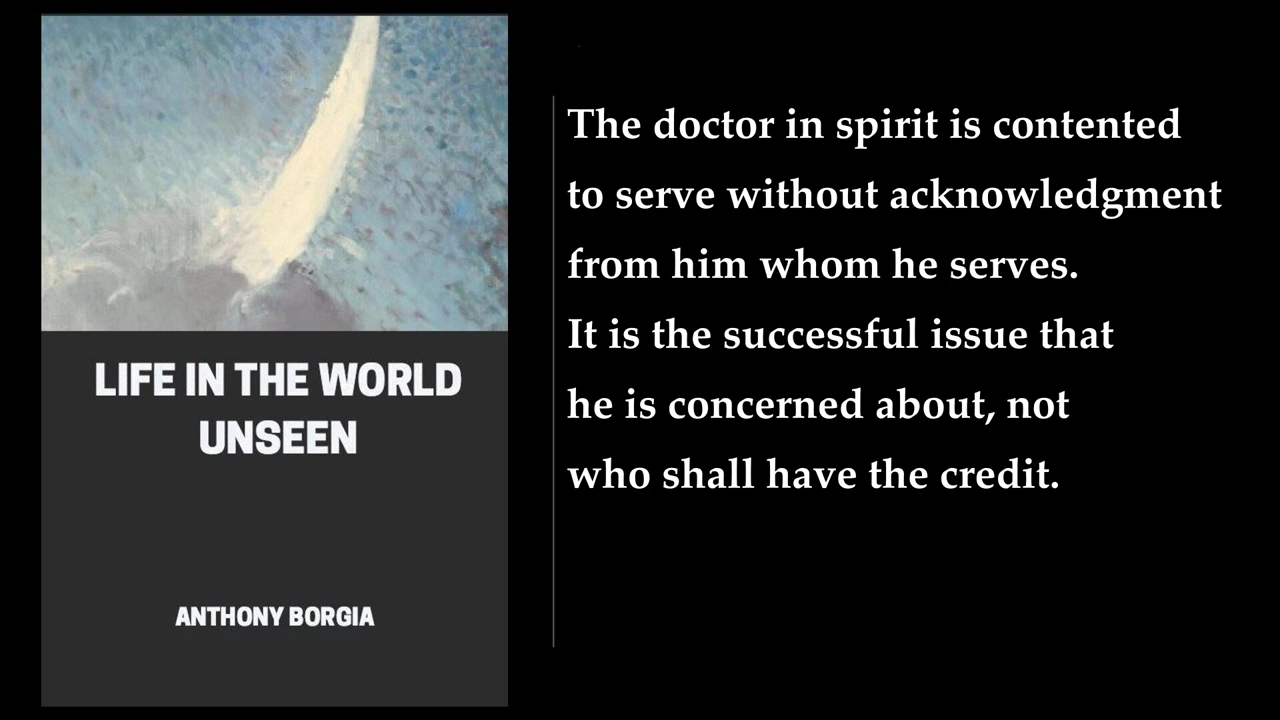 LIFE IN THE WORLD
UNSEEN
ANTHONY BORGIA
The doctor in spirit is contented
to serve without acknowledgment
from him whom he serves.
It is the successful issue that
he is concerned about, not
who shall have the credit.